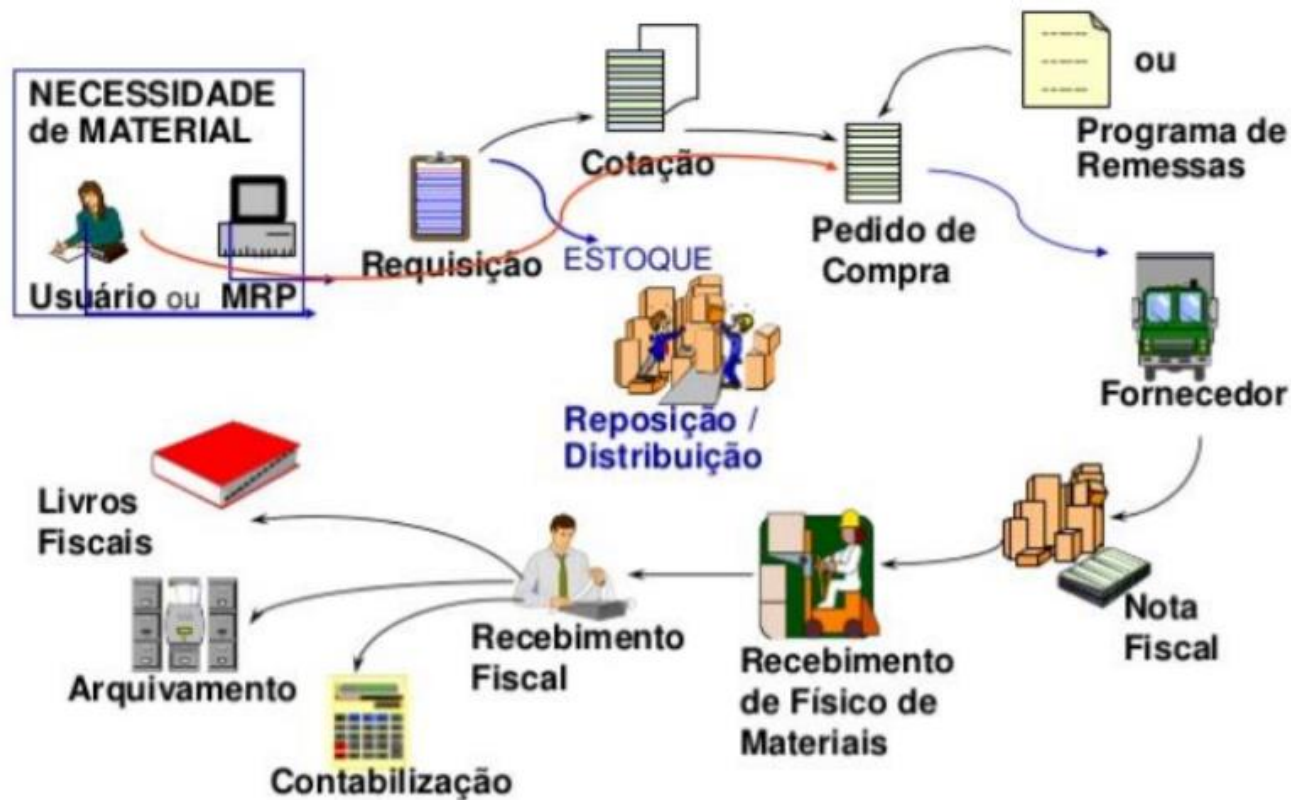 NECESSIDADE
de MATERIAL
Usuário ou MRP
Requisição
Cotação
ESTOQUE
Reposição /
Distribuição
Pedido de
Compra
ou
Programa de
Remessas
Fornecedor
Nota
Fiscal
Recebimento
de Físico de
Materiais
Recebimento
Fiscal
Livros
Fiscais
Arquivamento
Contabilização